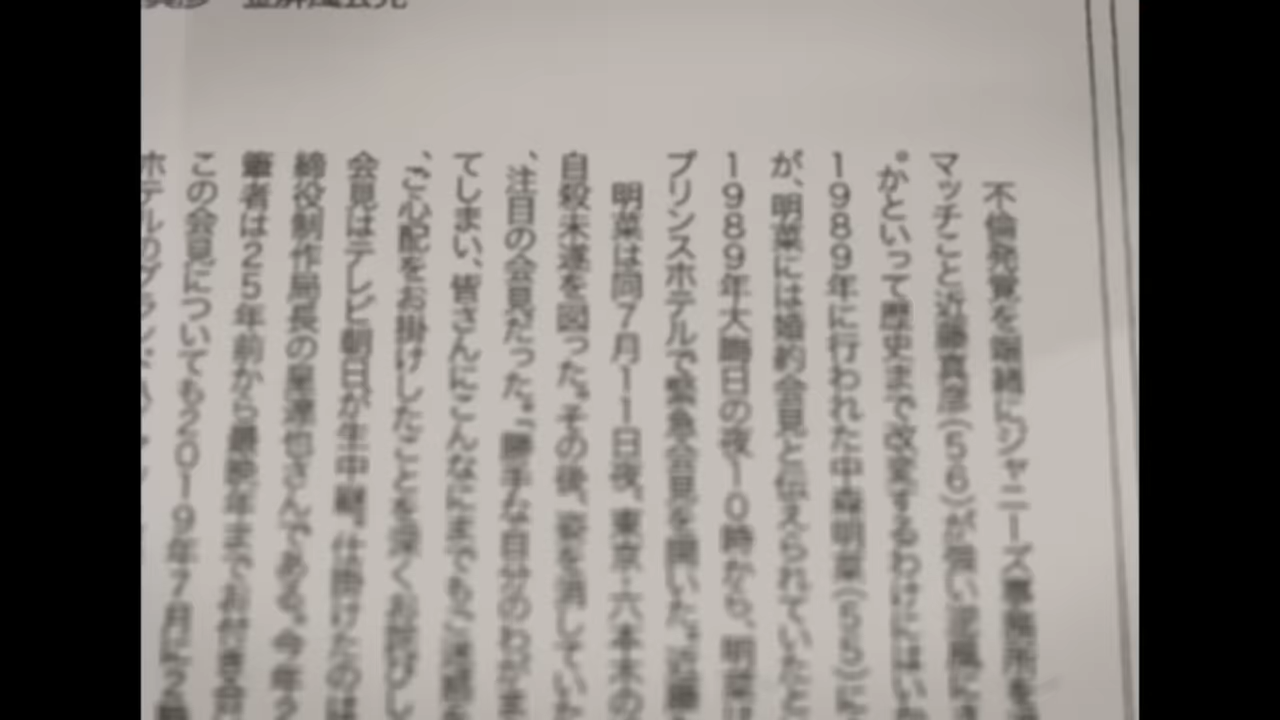 不倫発覚を端緒にジャニーズ事務所を
マッチこと近藤真彦（56）が強い逆風にさ
。かといって歴史まで改変するわけにはいか
1989年に行われた中森明菜（55）に
が、明菜には婚約会見と伝えられていたと
1989年大晦日の夜10時から、明菜は
プリンスホテルで緊急会見を開いた。近藤
明菜は同7月11日夜、東京・六本木の
自殺未遂を図った。その後、姿を消していた
、注目の会見だった。「勝手な自分のわがま
てしまい、皆さんにこんなにまでもご迷惑を
、ご心配をお掛けしたことを深くお詫びし
会見はテレビ朝日が生中継。仕掛けたのは
締役制作局長の皇達也さんである。今年2
筆者は25年前から最晩年までお付き合
この会見についても2019年7月に2